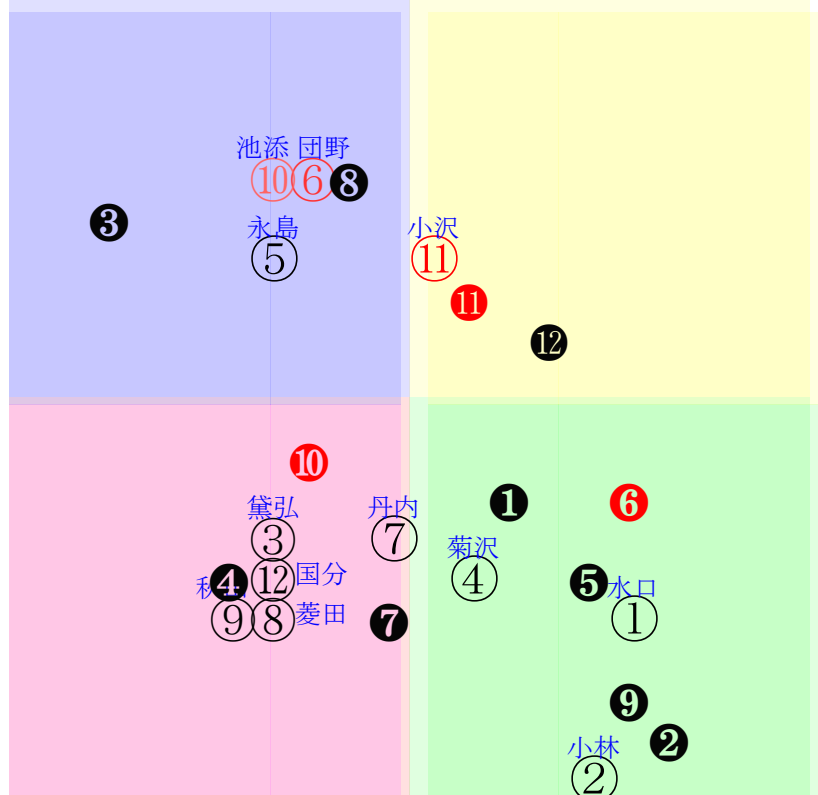 池添 団野
⑩ ⑥ ❽
❸
永島 小沢
⑤ ⑪
⓫
⓬
❿
❶ ❻
黛弘 丹内
③ ⑦
菊沢
❹ ⑫ 国分 ④ ❺ 水口
⑨ ⑧ 菱田 ❼ ①
❾
小林 ❷
②